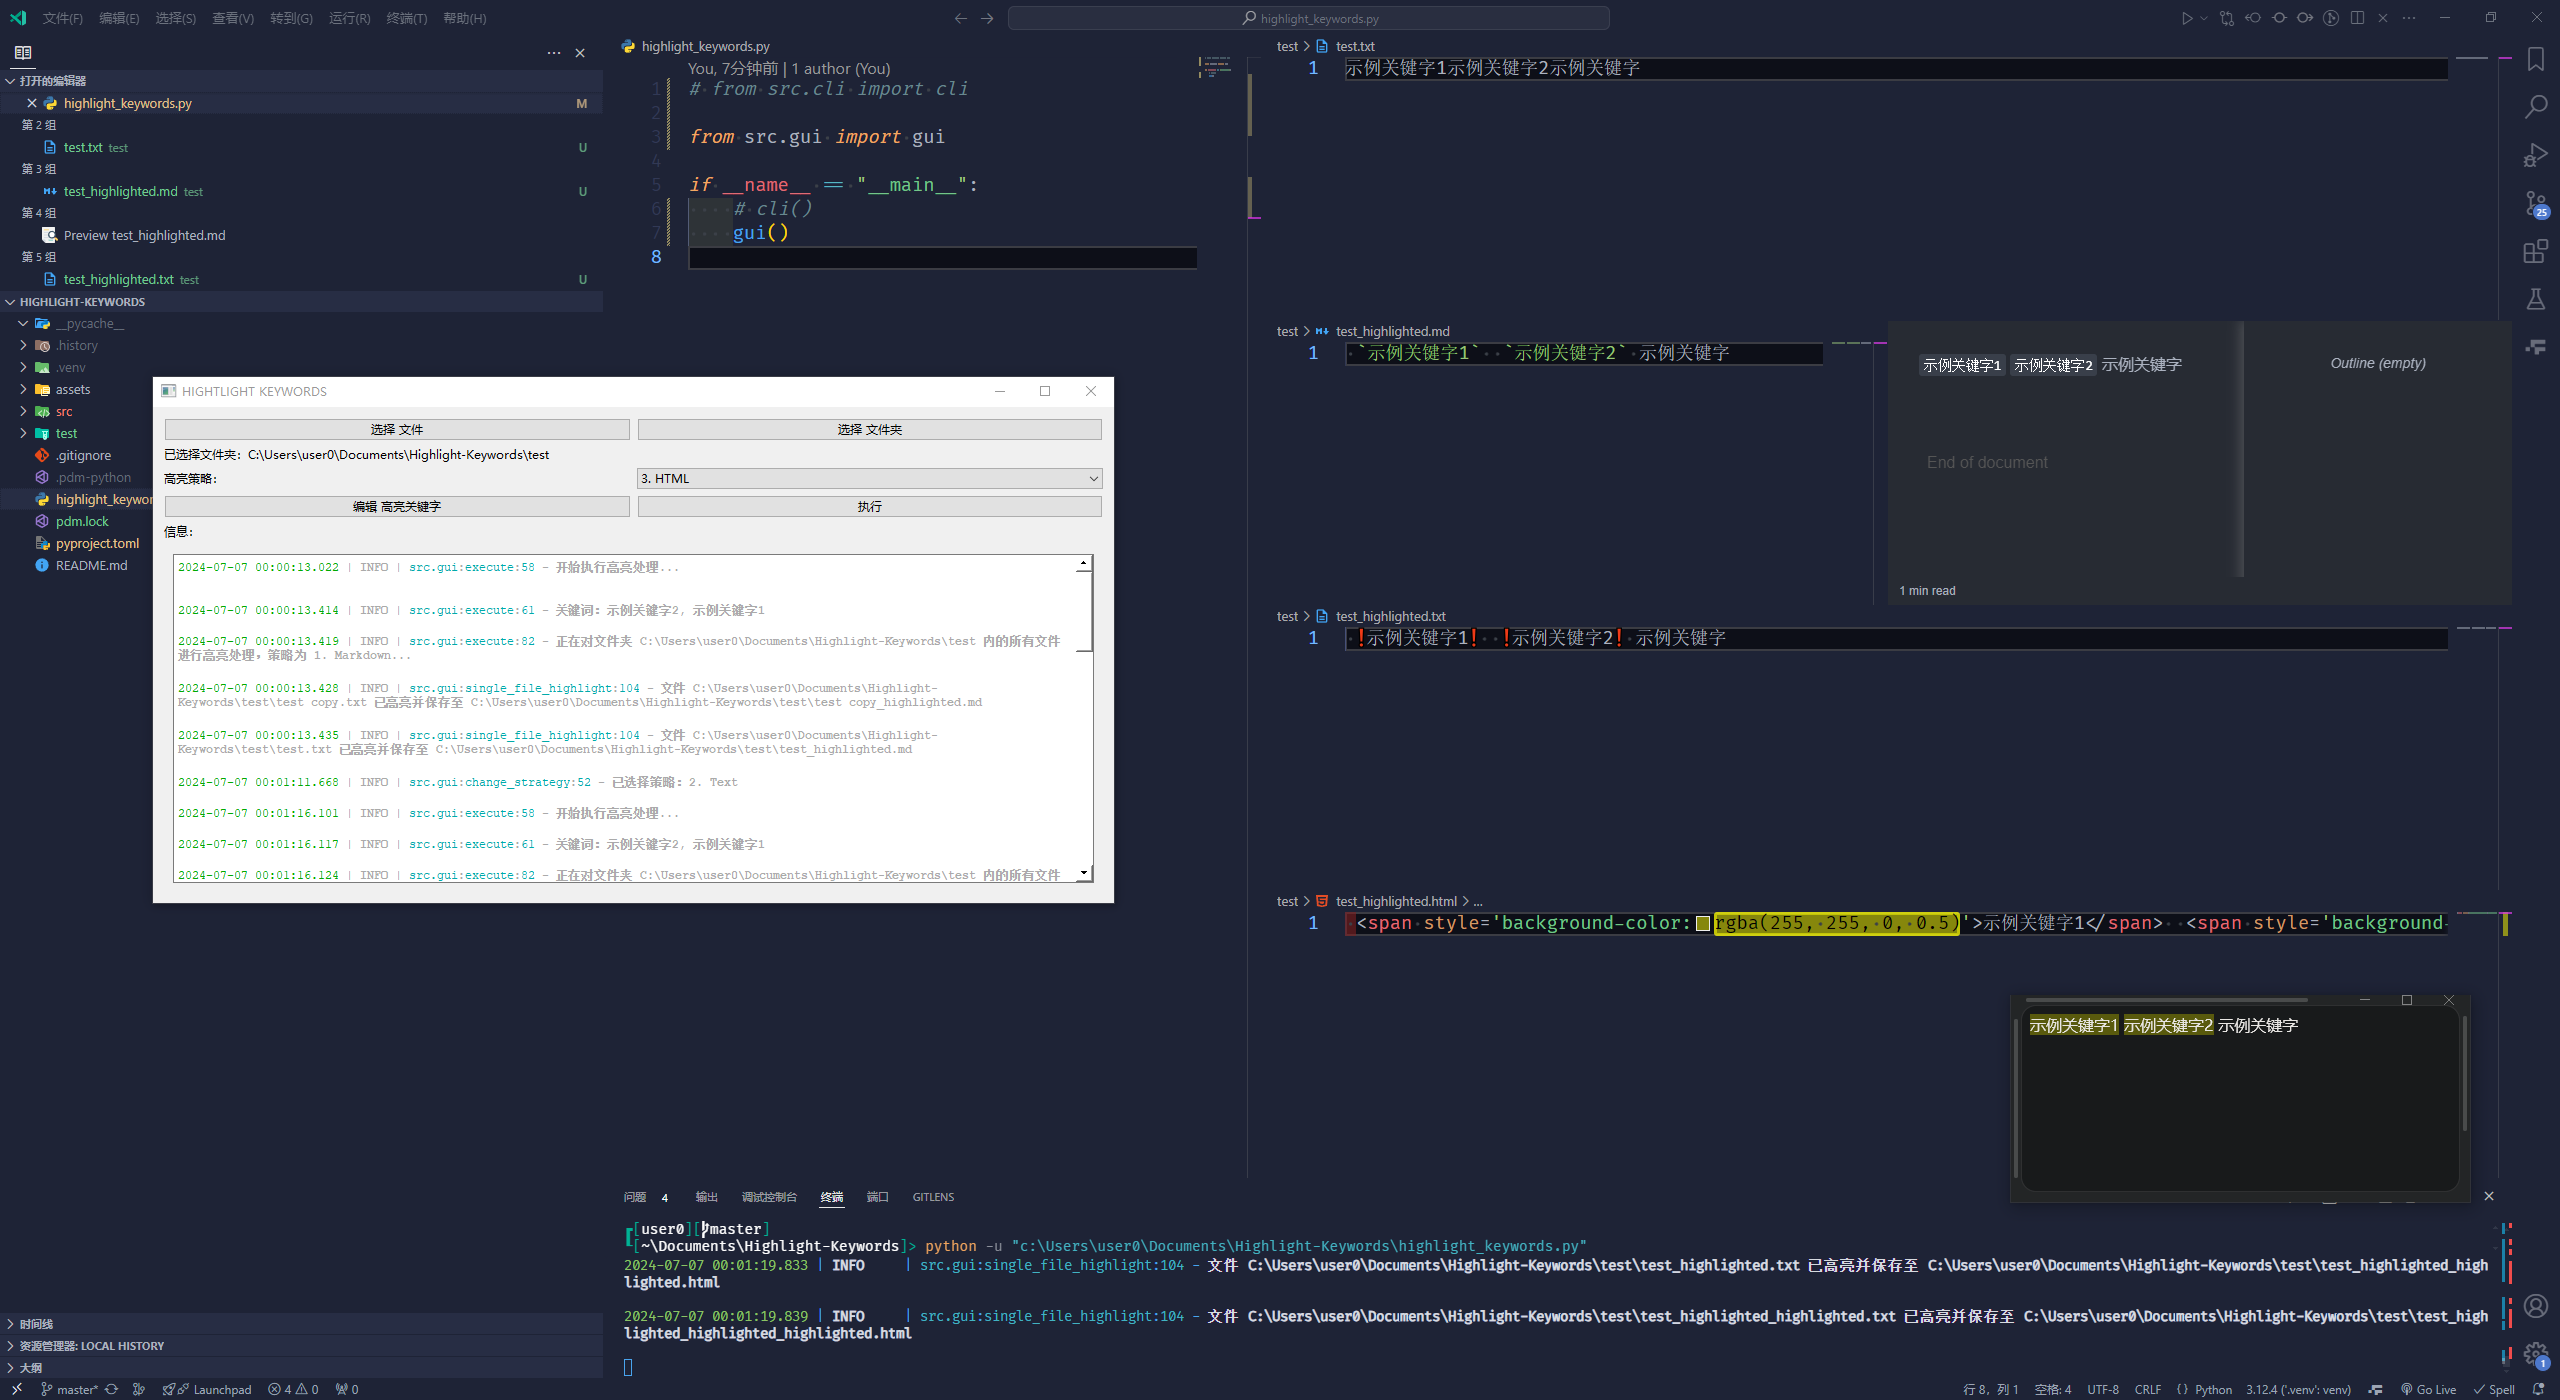 文件(F) 编辑(E) 选择(S) 查看(V) 转到(G) 运行(R) 终端(T) 帮助(H)
highlight_keywords.py
打开的编辑器
highlight_keywords.py M
第 2 组
test.txt test U
第 3 组
test_highlighted.md test U
第 4 组
Preview test_highlighted.md
第 5 组
test_highlighted.txt test U
HIGHLIGHT-KEYWORDS
__pycache__
.history
.venv
assets
src
test
.gitignore
.pdm-python
highlight_keywor
pdm.lock
pyproject.toml
README.md
时间线
资源管理器: LOCAL HISTORY
大纲
highlight_keywords.py
You, 7分钟前 | 1 author (You)
1 # from src.cli import cli
2
3 from src.gui import gui
4
5 if __name__ == "__main__":
6 # cli()
7 gui()
8
HIGHTLIGHT KEYWORDS
选择 文件 选择 文件夹
已选择文件夹：C:\Users\user0\Documents\Highlight-Keywords\test
高亮策略： 3. HTML
编辑 高亮关键字 执行
信息：
2024-07-07 00:00:13.022 | INFO | src.gui:execute:58 - 开始执行高亮处理...
2024-07-07 00:00:13.414 | INFO | src.gui:execute:61 - 关键词：示例关键字2, 示例关键字1
2024-07-07 00:00:13.419 | INFO | src.gui:execute:82 - 正在对文件夹 C:\Users\user0\Documents\Highlight-Keywords\test 内的所有文件
进行高亮处理，策略为 1. Markdown...
2024-07-07 00:00:13.428 | INFO | src.gui:single_file_highlight:104 - 文件 C:\Users\user0\Documents\Highlight-
Keywords\test\test copy.txt 已高亮并保存至 C:\Users\user0\Documents\Highlight-Keywords\test\test copy_highlighted.md
2024-07-07 00:00:13.435 | INFO | src.gui:single_file_highlight:104 - 文件 C:\Users\user0\Documents\Highlight-
Keywords\test\test.txt 已高亮并保存至 C:\Users\user0\Documents\Highlight-Keywords\test\test_highlighted.md
2024-07-07 00:01:11.668 | INFO | src.gui:change_strategy:52 - 已选择策略：2. Text
2024-07-07 00:01:16.101 | INFO | src.gui:execute:58 - 开始执行高亮处理...
2024-07-07 00:01:16.117 | INFO | src.gui:execute:61 - 关键词：示例关键字2, 示例关键字1
2024-07-07 00:01:16.124 | INFO | src.gui:execute:82 - 正在对文件夹 C:\Users\user0\Documents\Highlight-Keywords\test 内的所有文件
test > test.txt
1 示例关键字1示例关键字2示例关键字
test > test_highlighted.md
1 `示例关键字1` `示例关键字2` 示例关键字
示例关键字1 示例关键字2 示例关键字
Outline (empty)
End of document
1 min read
test > test_highlighted.txt
1 ❗示例关键字1❗ ❗示例关键字2❗ 示例关键字
test > test_highlighted.html > ...
1 <span style='background-color: rgba(255, 255, 0, 0.5)'>示例关键字1</span> <span style='background-
示例关键字1 示例关键字2 示例关键字
25
问题 4 输出 调试控制台 终端 端口 GITLENS
[user0][master]
[~\Documents\Highlight-Keywords]> python -u "c:\Users\user0\Documents\Highlight-Keywords\highlight_keywords.py"
2024-07-07 00:01:19.833 | INFO | src.gui:single_file_highlight:104 - 文件 C:\Users\user0\Documents\Highlight-Keywords\test\test_highlighted.txt 已高亮并保存至 C:\Users\user0\Documents\Highlight-Keywords\test\test_highlighted_high
lighted.html
2024-07-07 00:01:19.839 | INFO | src.gui:single_file_highlight:104 - 文件 C:\Users\user0\Documents\Highlight-Keywords\test\test_highlighted_highlighted.txt 已高亮并保存至 C:\Users\user0\Documents\Highlight-Keywords\test\test_high
lighted_highlighted_highlighted.html
1
master* Launchpad 4 0 0 行 8，列 1 空格: 4 UTF-8 CRLF {} Python 3.12.4 ('.venv': venv) Go Live Spell